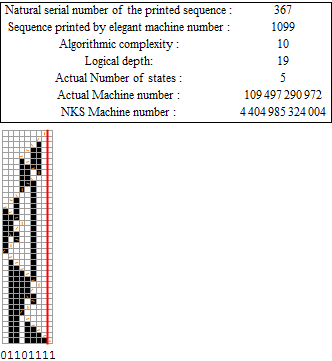 Natural serial number of the printed sequence : 367
Sequence printed by elegant machine number : 1099
Algorithmic complexity : 10
Logical depth: 19
Actual Number of states : 5
Actual Machine number : 109 497 290 972
NKS Machine number : 4 404 985 324 004
01101111